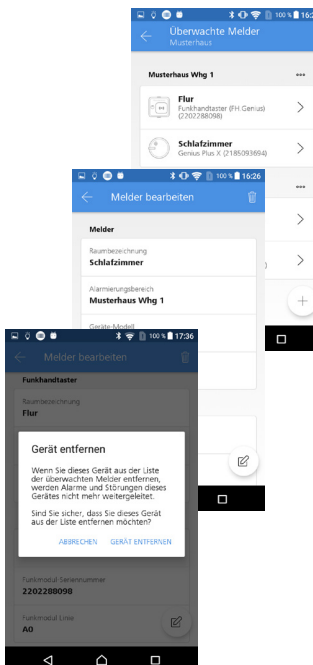 100 % 16:2
Überwachte Melder
Musterhaus
Musterhaus Whg 1
Flur
Funkhandtaster (FH Genius)
(2202288098)
Schlafzimmer
Genius Plus X (2185093694)
100 % 16:26
Melder bearbeiten
Melder
Raumbezeichnung
Schlafzimmer
Alarmierungsbereich
Musterhaus Whg 1
Geräte-Modell
100 % 17:36
Melder bearbeiten
Funkhandtaster
Raumbezeichnung
Flur
Gerät entfernen
Wenn Sie dieses Gerät aus der Liste
der überwachten Melder entfernen,
werden Alarme und Störungen dieses
Gerätes nicht mehr weitergeleitet.
Sind Sie sicher, dass Sie dieses Gerät
aus der Liste entfernen möchten?
ABBRECHEN GERÄT ENTFERNEN
Funkmodul-Seriennummer
2202288098
Funkmodul Linie
A0